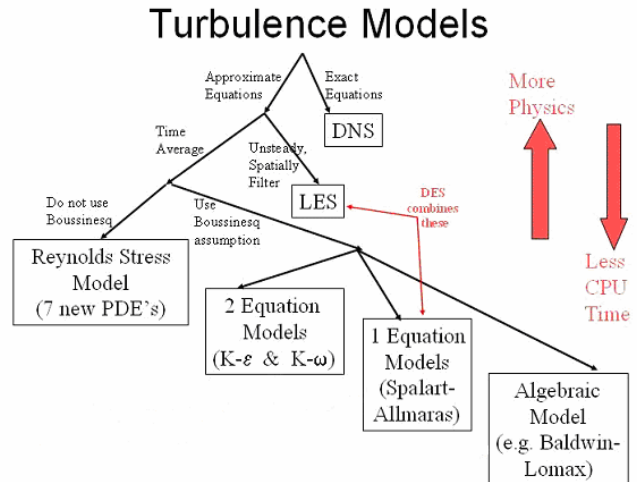 Turbulence Models
Approximate
Equations
Exact
Equations
More
Physics
DNS
Time
Average
Unsteady,
Spatially
Filter
LES
DES
combines
these
Do not use
Boussinesq
Use
Boussinesq
assumption
Less
CPU
Time
Reynolds Stress
Model
(7 new PDE's)
2 Equation
Models
(K-ε & K-ω)
1 Equation
Models
(Spalart-
Allmaras)
Algebraic
Model
(e.g. Baldwin-
Lomax)